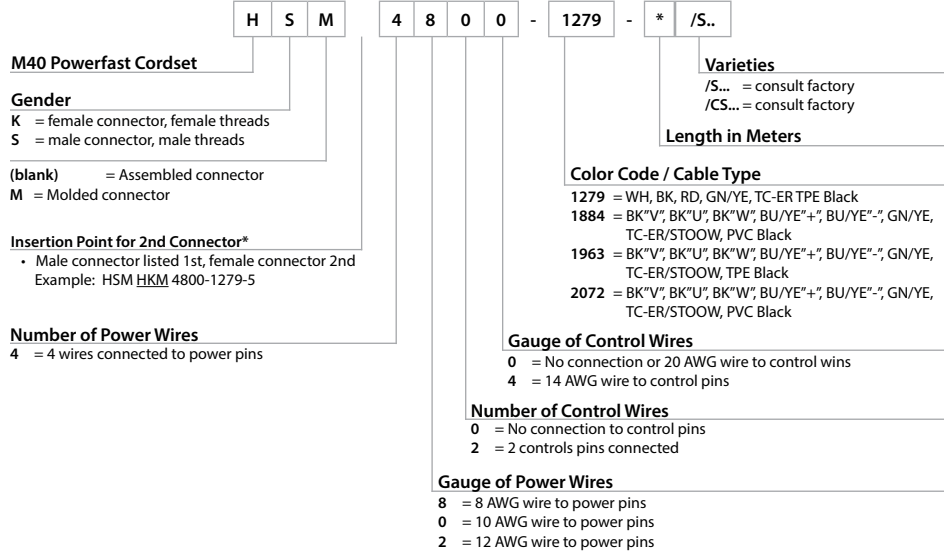 H S M 4 8 0 0 - 1279 - * /S..
M40 Powerfast Cordset
Gender
K = female connector, female threads
S = male connector, male threads
(blank) = Assembled connector
M = Molded connector
Insertion Point for 2nd Connector*
• Male connector listed 1st, female connector 2nd
Example: HSM HKM 4800-1279-5
Number of Power Wires
4 = 4 wires connected to power pins
Varieties
/S... = consult factory
/CS... = consult factory
Length in Meters
Color Code / Cable Type
1279 = WH, BK, RD, GN/YE, TC-ER TPE Black
1884 = BK"V", BK"U", BK"W", BU/YE"+", BU/YE"-", GN/YE,
TC-ER/STOOW, PVC Black
1963 = BK"V", BK"U", BK"W", BU/YE"+", BU/YE"-", GN/YE,
TC-ER/STOOW, TPE Black
2072 = BK"V", BK"U", BK"W", BU/YE"+", BU/YE"-", GN/YE,
TC-ER/STOOW, PVC Black
Gauge of Control Wires
0 = No connection or 20 AWG wire to control wins
4 = 14 AWG wire to control pins
Number of Control Wires
0 = No connection to control pins
2 = 2 controls pins connected
Gauge of Power Wires
8 = 8 AWG wire to power pins
0 = 10 AWG wire to power pins
2 = 12 AWG wire to power pins